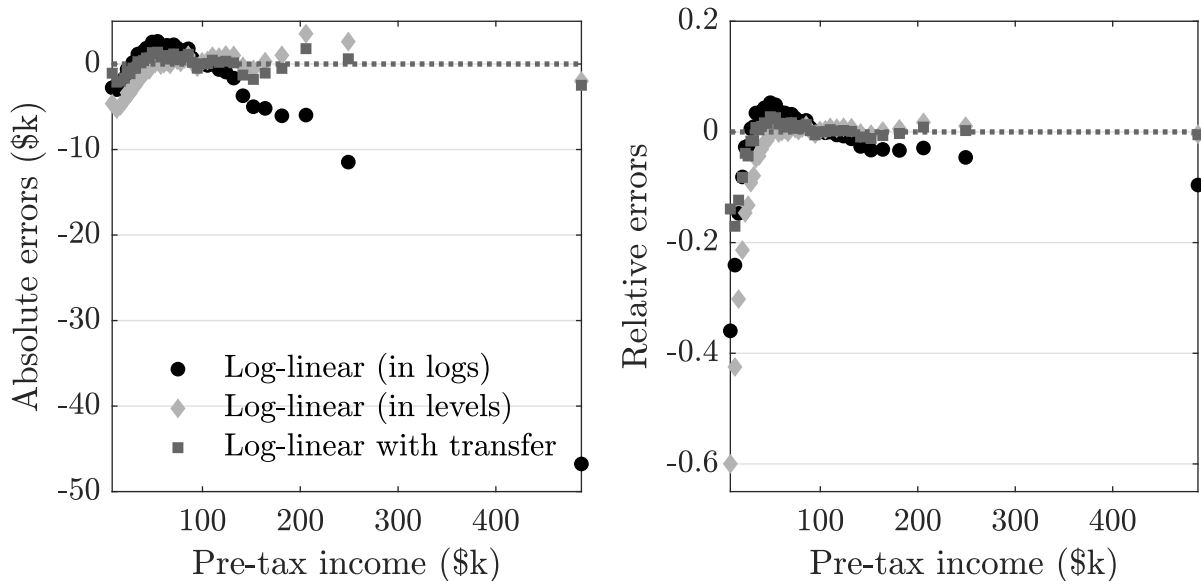 Absolute errors ($k)
0
-10
-20
-30
-40
-50
Log-linear (in logs)
Log-linear (in levels)
Log-linear with transfer
100 200 300 400
Pre-tax income ($k)
Relative errors
0.2
0
-0.2
-0.4
-0.6
100 200 300 400
Pre-tax income ($k)